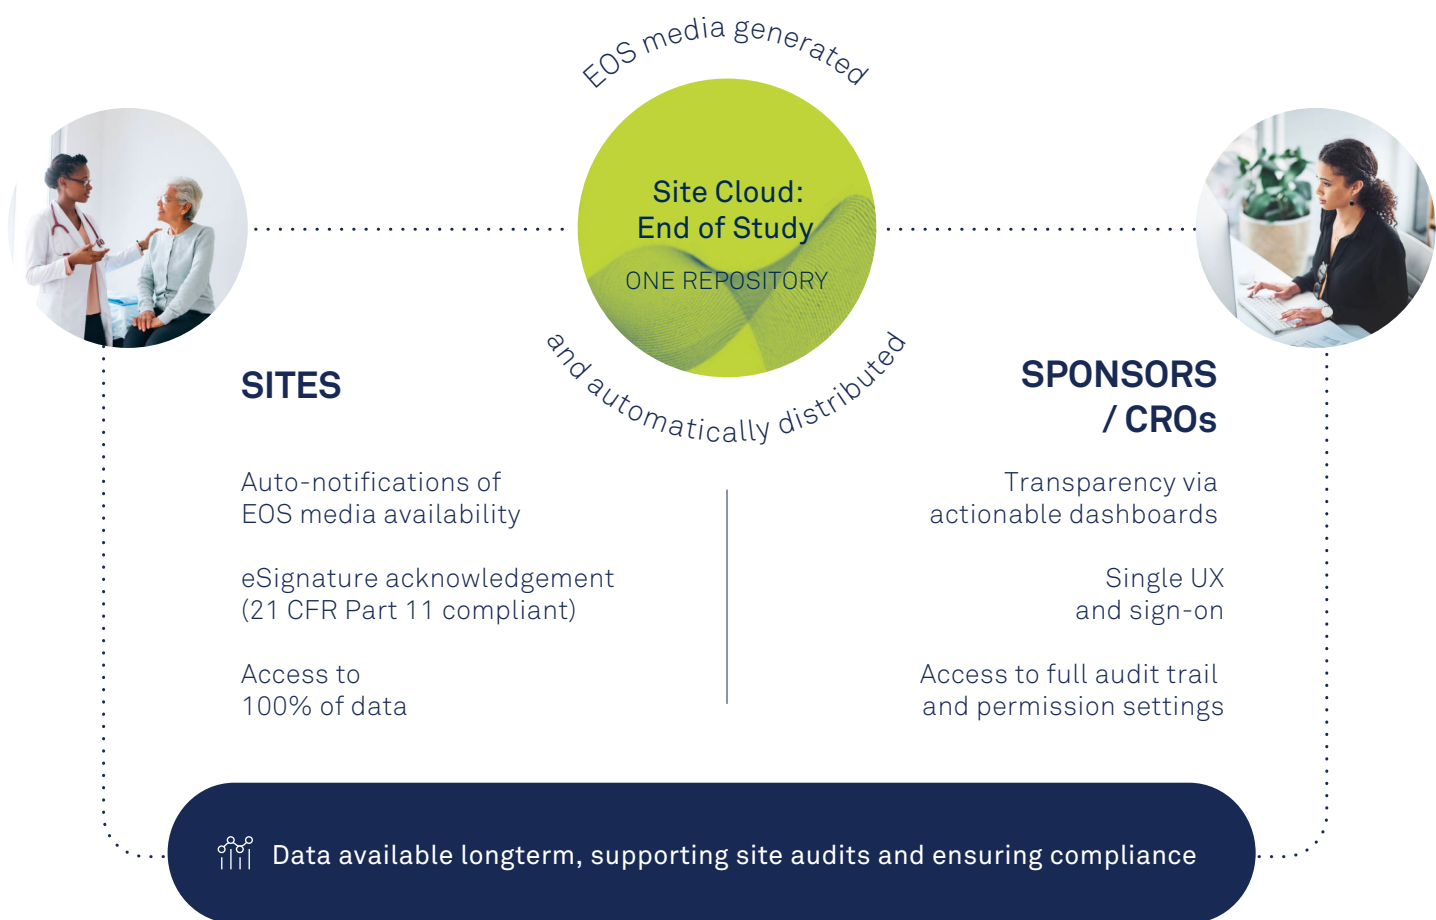 EOS media generated
Site Cloud:
End of Study
ONE REPOSITORY
and automatically distributed
SITES
Auto-notifications of
EOS media availability
eSignature acknowledgement
(21 CFR Part 11 compliant)
Access to
100% of data
SPONSORS
/ CROs
Transparency via
actionable dashboards
Single UX
and sign-on
Access to full audit trail
and permission settings
Data available longterm, supporting site audits and ensuring compliance